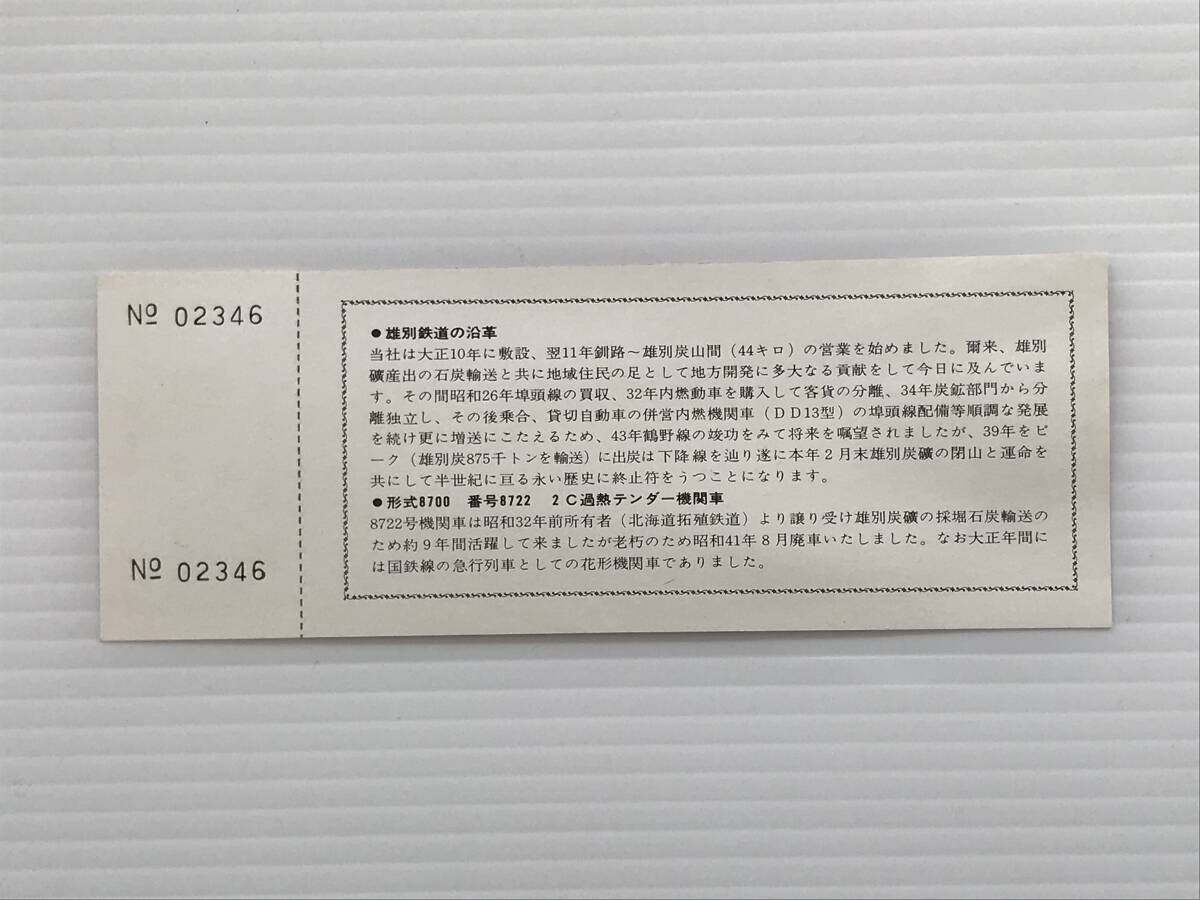 № 02346
● 雄別鉄道の沿革
当社は大正10年に敷設、翌11年釧路～雄別炭山間（44キロ）の営業を始めました。爾来、雄別
礦産出の石炭輸送と共に地域住民の足として地方開発に多大なる貢献をして今日に及んでいま
す。その間昭和26年埠頭線の買収、32年内燃動車を購入して客貨の分離、34年炭鉱部門から分
離独立し、その後乗合、貸切自動車の併営内燃機関車（ＤＤ13型）の埠頭線配備等順調な発展
を続け更に増送にこたえるため、43年鶴野線の竣功をみて将来を嘱望されましたが、39年をピ
ーク（雄別炭875千トンを輸送）に出炭は下降線を辿り遂に本年２月末雄別炭礦の閉山と運命を
共にして半世紀に亘る永い歴史に終止符をうつことになります。
● 形式8700　番号8722　２Ｃ過熱テンダー機関車
8722号機関車は昭和32年前所有者（北海道拓殖鉄道）より譲り受け雄別炭礦の採堀石炭輸送の
ため約９年間活躍して来ましたが老朽のため昭和41年８月廃車いたしました。なお大正年間に
は国鉄線の急行列車としての花形機関車でありました。
№ 02346